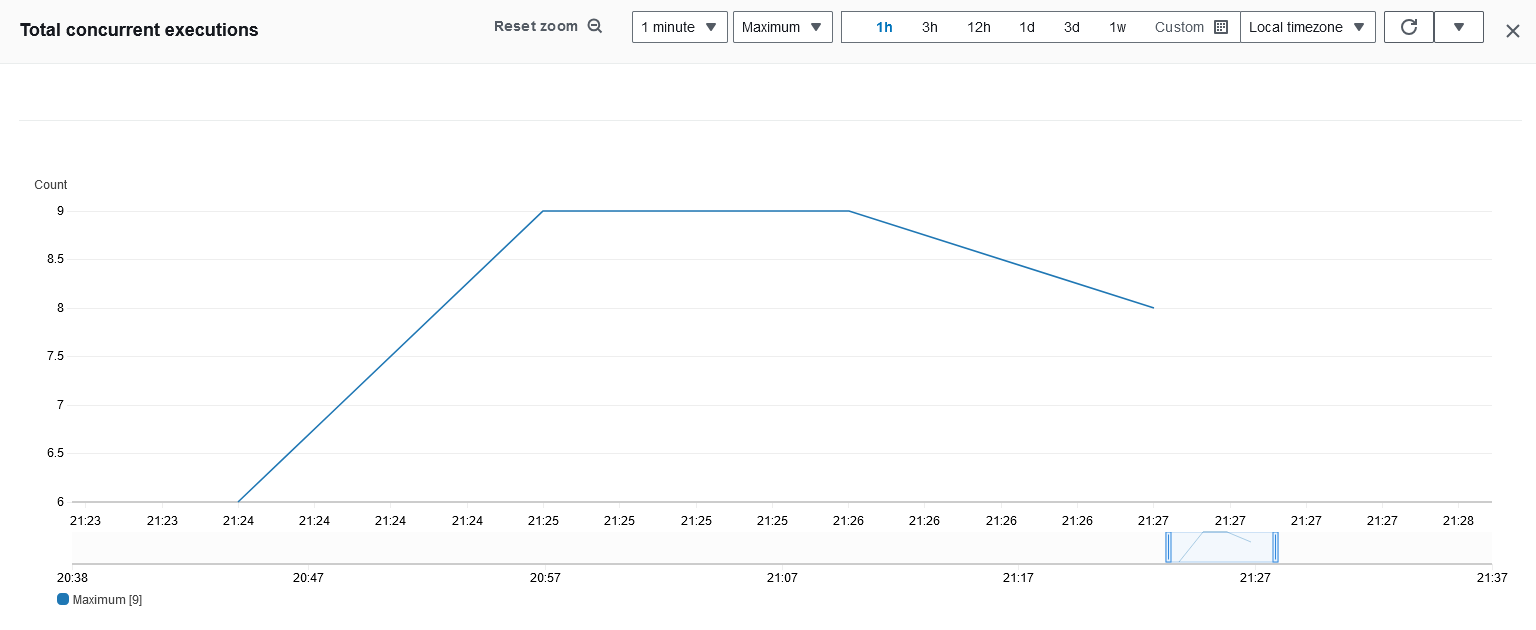 Total concurrent executions
Reset zoom 1 minute Maximum 1h 3h 12h 1d 3d 1w Custom Local timezone
Count
9
8.5
8
7.5
7
6.5
6
21:23 21:23 21:24 21:24 21:24 21:24 21:25 21:25 21:25 21:25 21:26 21:26 21:26 21:26 21:27 21:27 21:27 21:27 21:28
20:38 20:47 20:57 21:07 21:17 21:27 21:37
Maximum [9]